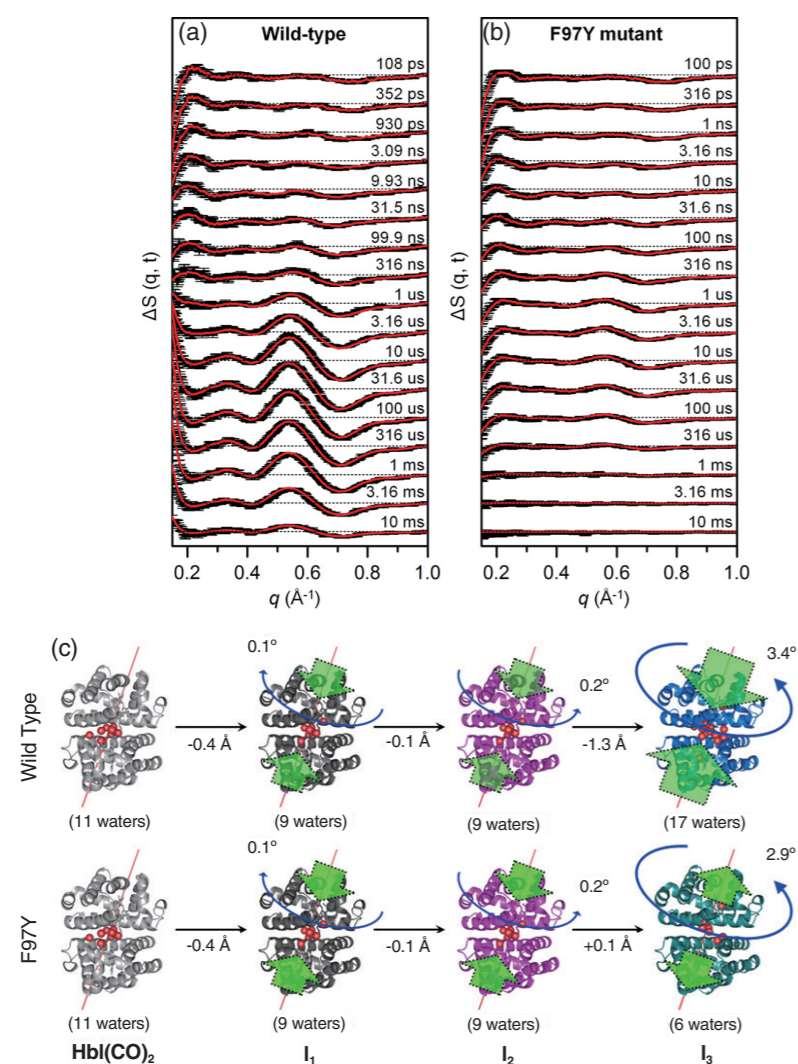 (a) Wild-type
108 ps
352 ps
930 ps
3.09 ns
9.93 ns
31.5 ns
99.9 ns
316 ns
1 us
3.16 us
10 us
31.6 us
100 us
316 us
1 ms
3.16 ms
10 ms
ΔS (q, t)
0.2 0.4 0.6 0.8 1.0
q (Å-1)
(b) F97Y mutant
100 ps
316 ps
1 ns
3.16 ns
10 ns
31.6 ns
100 ns
316 ns
1 us
3.16 us
10 us
31.6 us
100 us
316 us
1 ms
3.16 ms
10 ms
ΔS (q, t)
0.2 0.4 0.6 0.8 1.0
q (Å-1)
(c)
Wild Type
0.1º 0.2º 3.4º
-0.4 Å -0.1 Å -1.3 Å
(11 waters) (9 waters) (9 waters) (17 waters)
F97Y
0.1º 0.2º 2.9º
-0.4 Å -0.1 Å +0.1 Å
(11 waters) (9 waters) (9 waters) (6 waters)
HbI(CO)2 I1 I2 I3